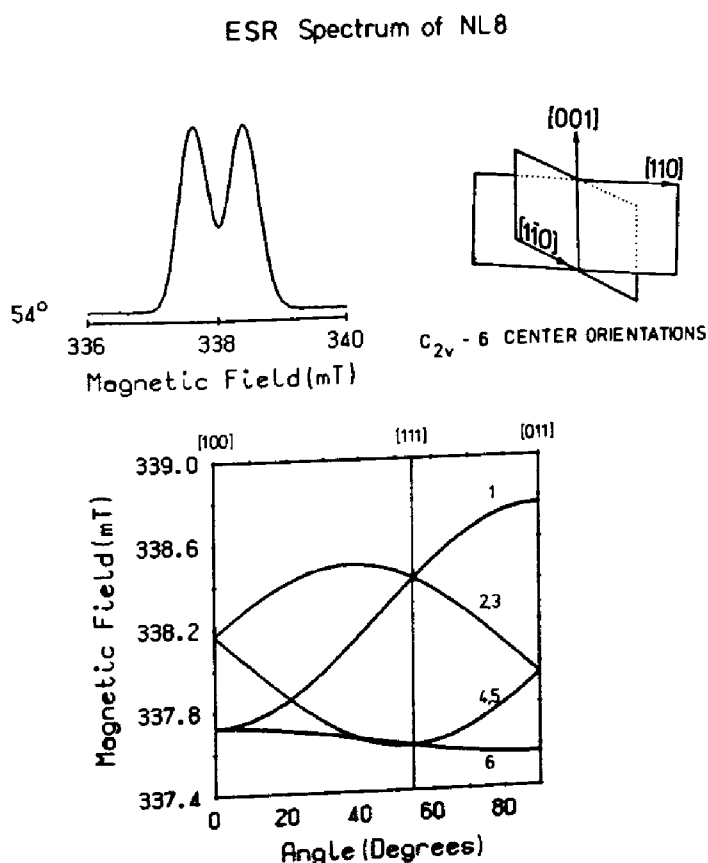 ESR Spectrum of NL8
[001]
[110]
[11̄0]
54°
336 338 340
Magnetic Field(mT)
C2v - 6 CENTER ORIENTATIONS
[100] [111] [011]
339.0
338.6
338.2
337.8
337.4
Magnetic Field(mT)
1
2,3
4,5
6
0 20 40 60 80
Angle(Degrees)